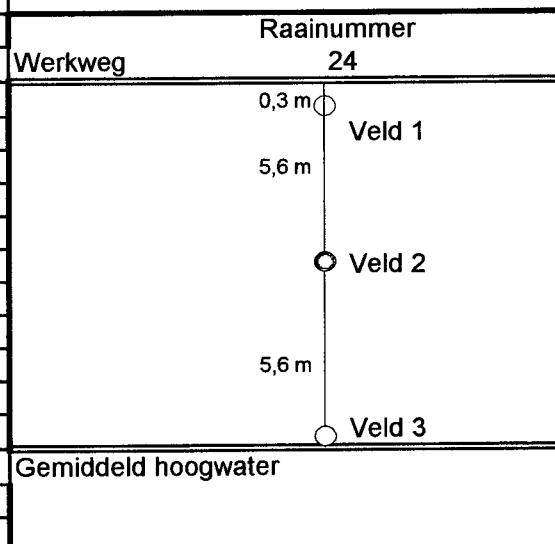 Raainummer
Werkweg 24
0,3 m
Veld 1
5,6 m
Veld 2
5,6 m
Veld 3
Gemiddeld hoogwater